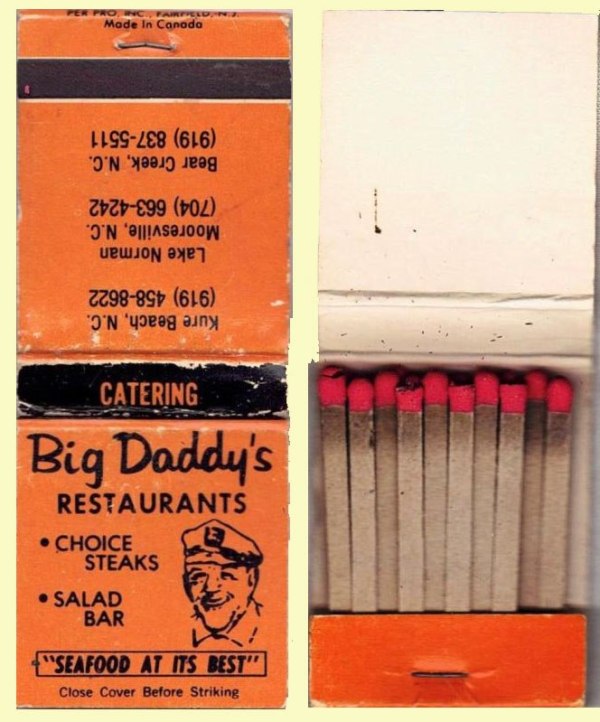 PER PRO, INC., FAIRFIELD, N.J.
Made In Canada
Kure Beach, N.C.
(919) 458-8622
Lake Norman
Mooresville, N.C.
(704) 663-4242
Bear Creek, N.C.
(919) 837-5511
CATERING
Big Daddy's
RESTAURANTS
• CHOICE
STEAKS
• SALAD
BAR
"SEAFOOD AT ITS BEST"
Close Cover Before Striking